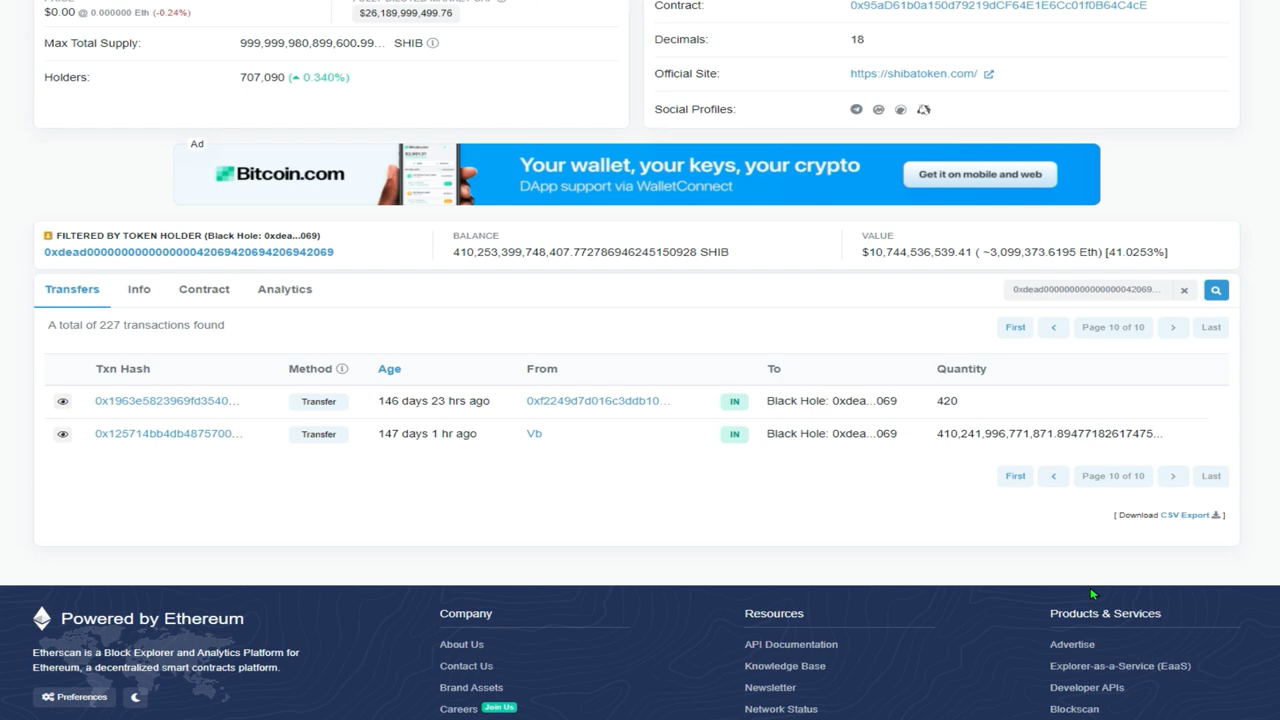 $0.00 @ 0.000000 Eth (-0.24%)
$26,189,999,499.76
Contract:
0x95aD61b0a150d79219dCF64E1E6Cc01f0B64C4cE
Max Total Supply:
999,999,980,899,600.99... SHIB
Decimals:
18
Holders:
707,090 (0.340%)
Official Site:
https://shibatoken.com/
Social Profiles:
Ad
Bitcoin.com
Your wallet, your keys, your crypto
DApp support via WalletConnect
Get it on mobile and web
FILTERED BY TOKEN HOLDER (Black Hole: 0xdea...069)
0xdead000000000000000042069420694206942069
BALANCE
410,253,399,748,407.772786946245150928 SHIB
VALUE
$10,744,536,539.41 ( ~3,099,373.6195 Eth) [41.0253%]
Transfers
Info
Contract
Analytics
0xdead000000000000000042069...
A total of 227 transactions found
First
Page 10 of 10
Last
Txn Hash
Method
Age
From
To
Quantity
0x1963e5823969fd3540...
Transfer
146 days 23 hrs ago
0xf2249d7d016c3ddb10...
IN
Black Hole: 0xdea...069
420
0x125714bb4db4875700...
Transfer
147 days 1 hr ago
Vb
IN
Black Hole: 0xdea...069
410,241,996,771,871.89477182617475...
First
Page 10 of 10
Last
[ Download CSV Export ]
Powered by Ethereum
Etherscan is a Block Explorer and Analytics Platform for
Ethereum, a decentralized smart contracts platform.
Preferences
Company
About Us
Contact Us
Brand Assets
Careers Join Us
Resources
API Documentation
Knowledge Base
Newsletter
Network Status
Products & Services
Advertise
Explorer-as-a-Service (EaaS)
Developer APIs
Blockscan